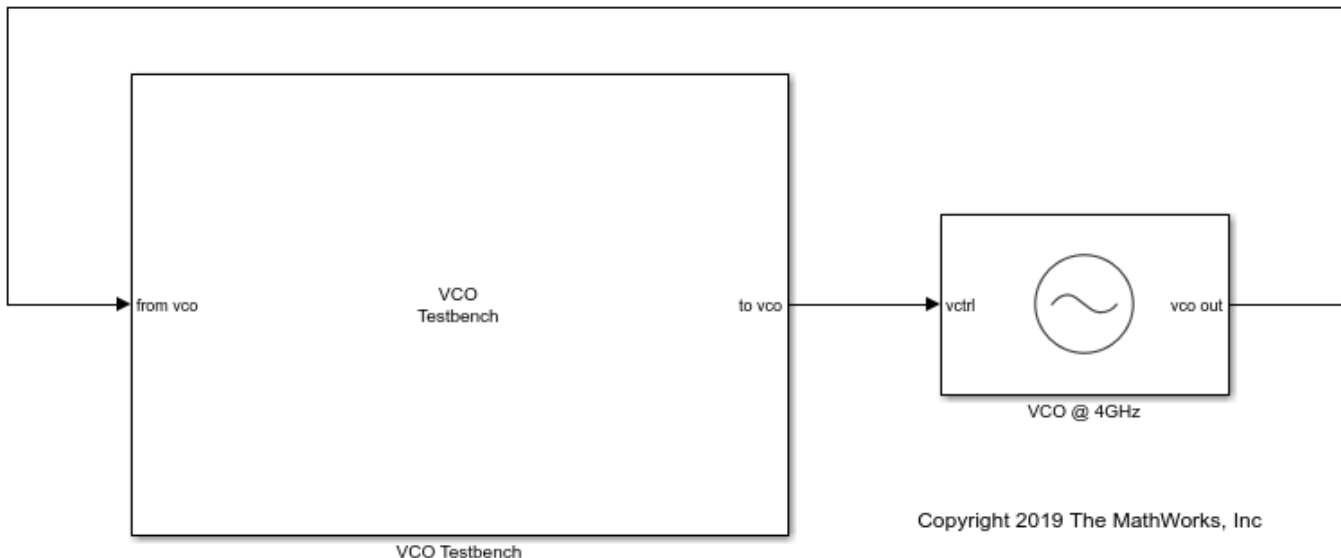 VCO
Testbench
from vco
to vco
VCO Testbench
vctrl
vco out
VCO @ 4GHz
Copyright 2019 The MathWorks, Inc